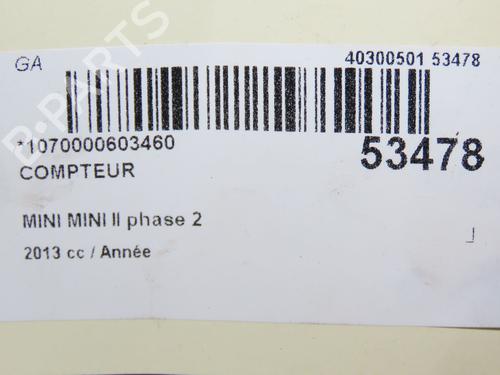 GA
40300501 53478
*1070000603460
53478
COMPTEUR
MINI MINI II phase 2
2013 cc / Année
B-PARTS